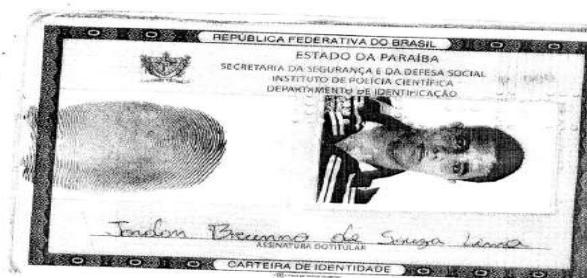 REPÚBLICA FEDERATIVA DO BRASIL
ESTADO DA PARAÍBA
SECRETARIA DA SEGURANÇA E DA DEFESA SOCIAL
INSTITUTO DE POLÍCIA CIENTÍFICA
DEPARTAMENTO DE IDENTIFICAÇÃO
de Souza Lima
ASSINATURA DO TITULAR
CARTEIRA DE IDENTIDADE